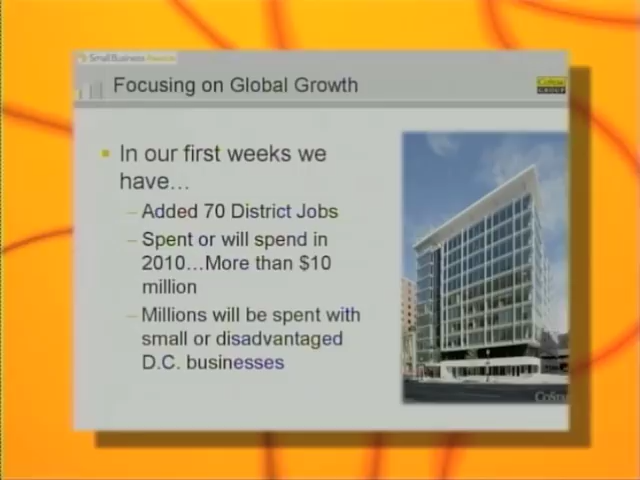 Small Business
Focusing on Global Growth
GROUP
In our first weeks we
have…
– Added 70 District Jobs
– Spent or will spend in
2010…More than $10
million
– Millions will be spent with
small or disadvantaged
D.C. businesses